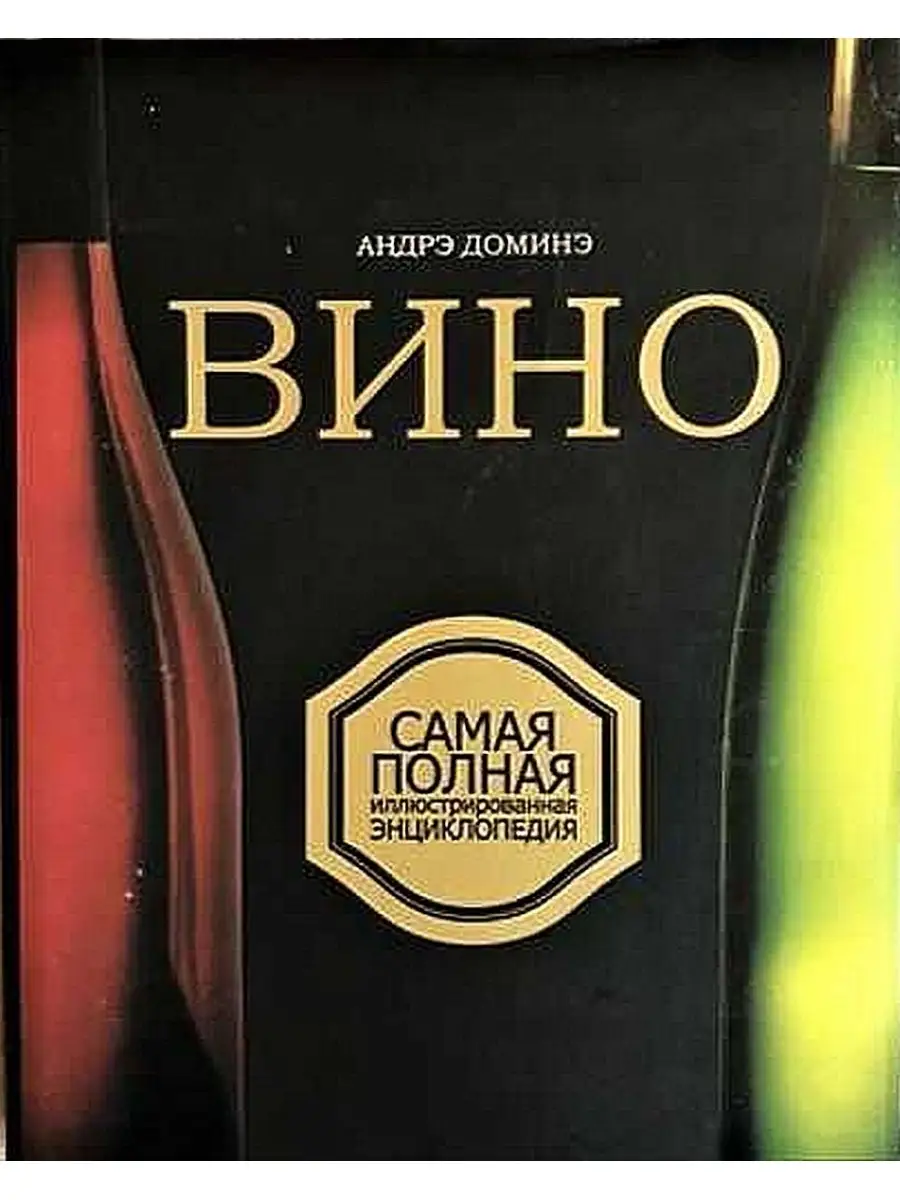 АНДРЭ ДОМИНЭ
ВИНО
САМАЯ
ПОЛНАЯ
иллюстрированная
ЭНЦИКЛОПЕДИЯ